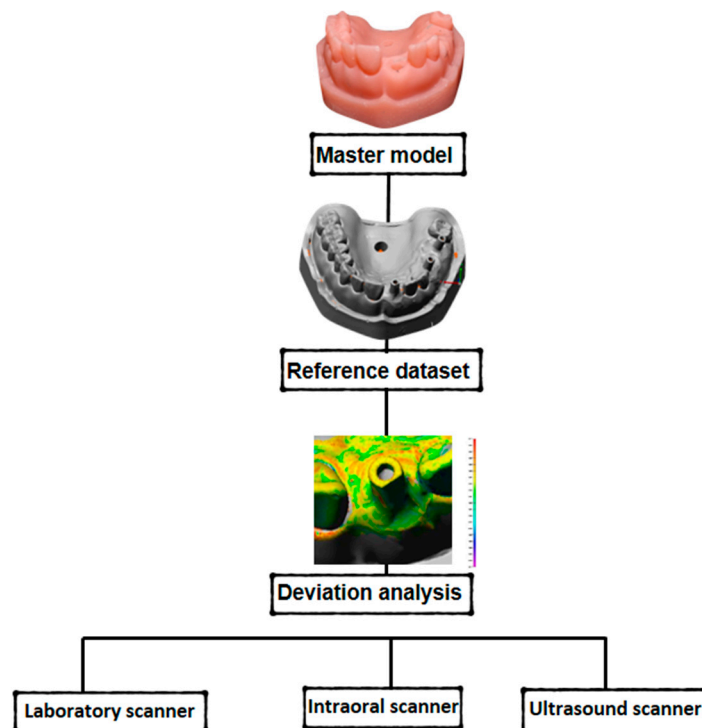 Master model
Reference dataset
Deviation analysis
Laboratory scanner
Intraoral scanner
Ultrasound scanner